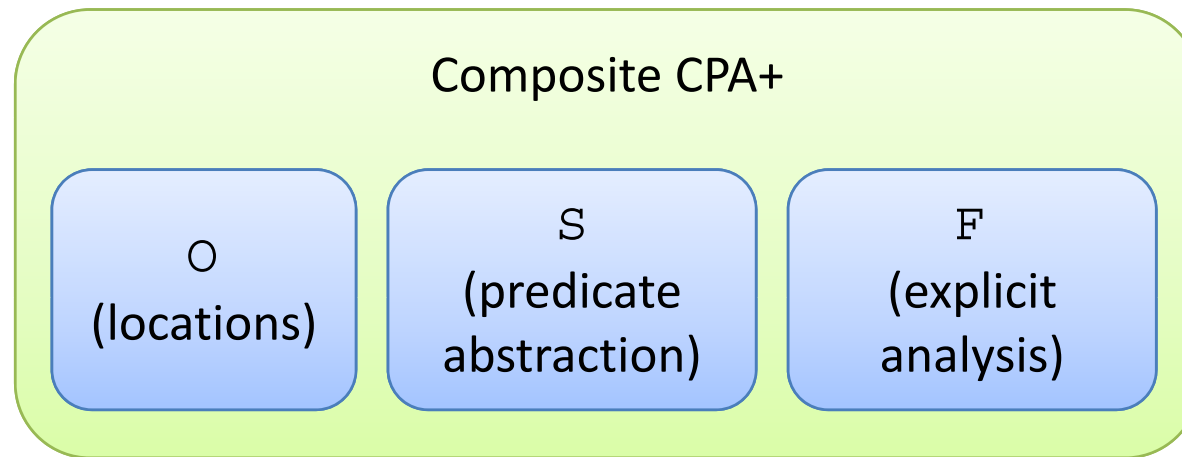 Composite CPA+
O
(locations)
S
(predicate
abstraction)
F
(explicit
analysis)